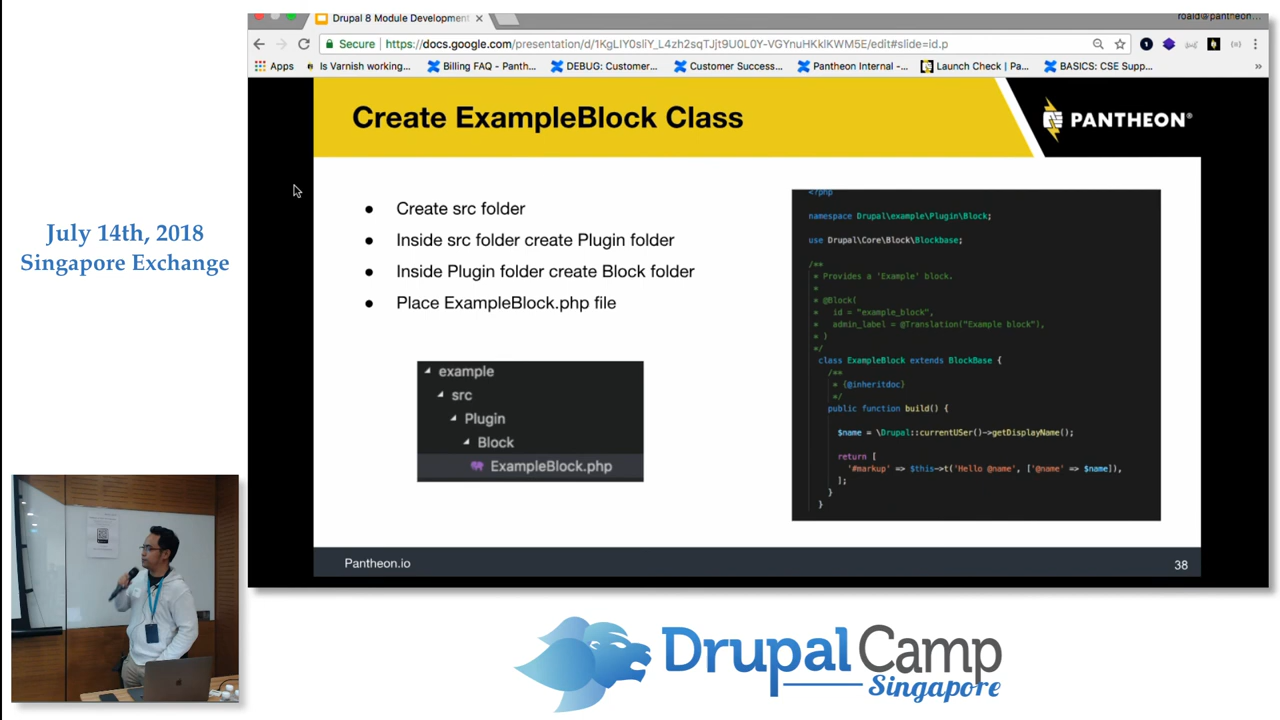 Drupal 8 Module Development
roald@pantheon...
Secure
https://docs.google.com/presentation/d/1KgLIY0sliY_L4zh2sqTJjt9U0L0Y-VGYnuHKklKWM5E/edit#slide=id.p
Apps
Is Varnish working...
Billing FAQ - Panth...
DEBUG: Customer...
Customer Success...
Pantheon Internal -...
Launch Check | Pa...
BASICS: CSE Supp...
»
Create ExampleBlock Class
PANTHEON®
July 14th, 2018
Singapore Exchange
● Create src folder
● Inside src folder create Plugin folder
● Inside Plugin folder create Block folder
● Place ExampleBlock.php file
example
src
Plugin
Block
ExampleBlock.php
<?php
namespace Drupal\example\Plugin\Block;
use Drupal\Core\Block\Blockbase;
/**
* Provides a 'Example' block.
*
* @Block(
* id = "example_block",
* admin_label = @Translation("Example block"),
* )
*/
class ExampleBlock extends BlockBase {
/**
* {@inheritdoc}
*/
public function build() {
$name = \Drupal::currentUSer()->getDisplayName();
return [
'#markup' => $this->t('Hello @name', ['@name' => $name]),
];
}
}
Pantheon.io
38
DrupalCamp
Singapore